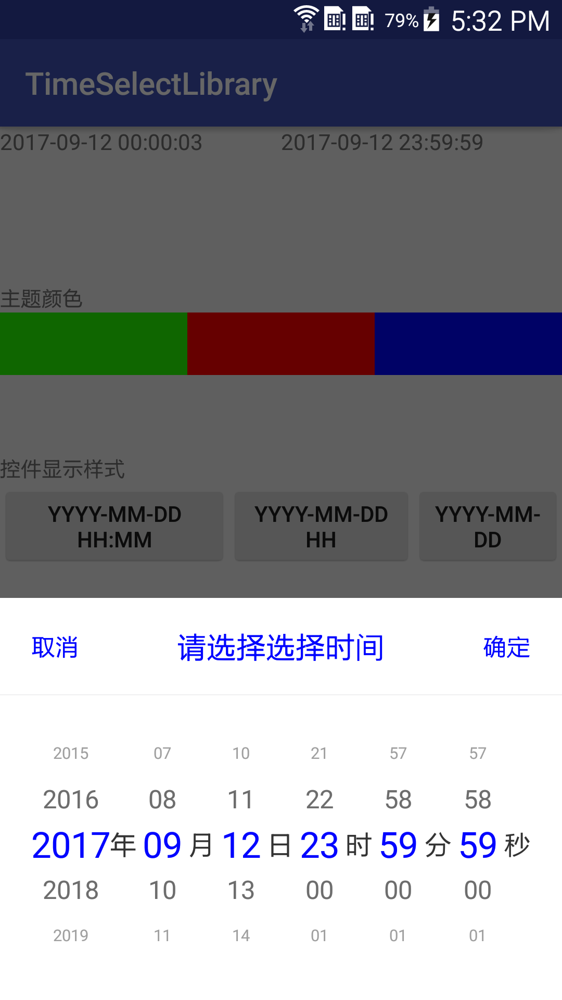 79% 5:32 PM
TimeSelectLibrary
2017-09-12 00:00:03 2017-09-12 23:59:59
主题颜色
控件显示样式
YYYY-MM-DD HH:MM
YYYY-MM-DD HH
YYYY-MM-DD
取消 请选择选择时间 确定
2015 07 10 21 57 57
2016 08 11 22 58 58
2017年 09 月 12 日 23 时 59 分 59 秒
2018 10 13 00 00 00
2019 11 14 01 01 01